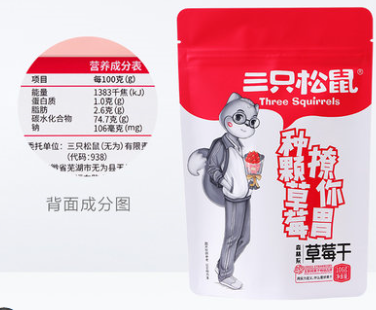 营养成分表
项目 每100克(g)
能量 1383千焦(kJ)
蛋白质 1.0克(g)
脂肪 2.6克(g)
碳水化合物 74.7克(g)
钠 106毫克(mg)
委托单位：三只松鼠(无为)有限
(代码:938)
省芜湖市无为县
背面成分图
三只松鼠®
Three Squirrels
种颗草莓
撩你胃
草莓干